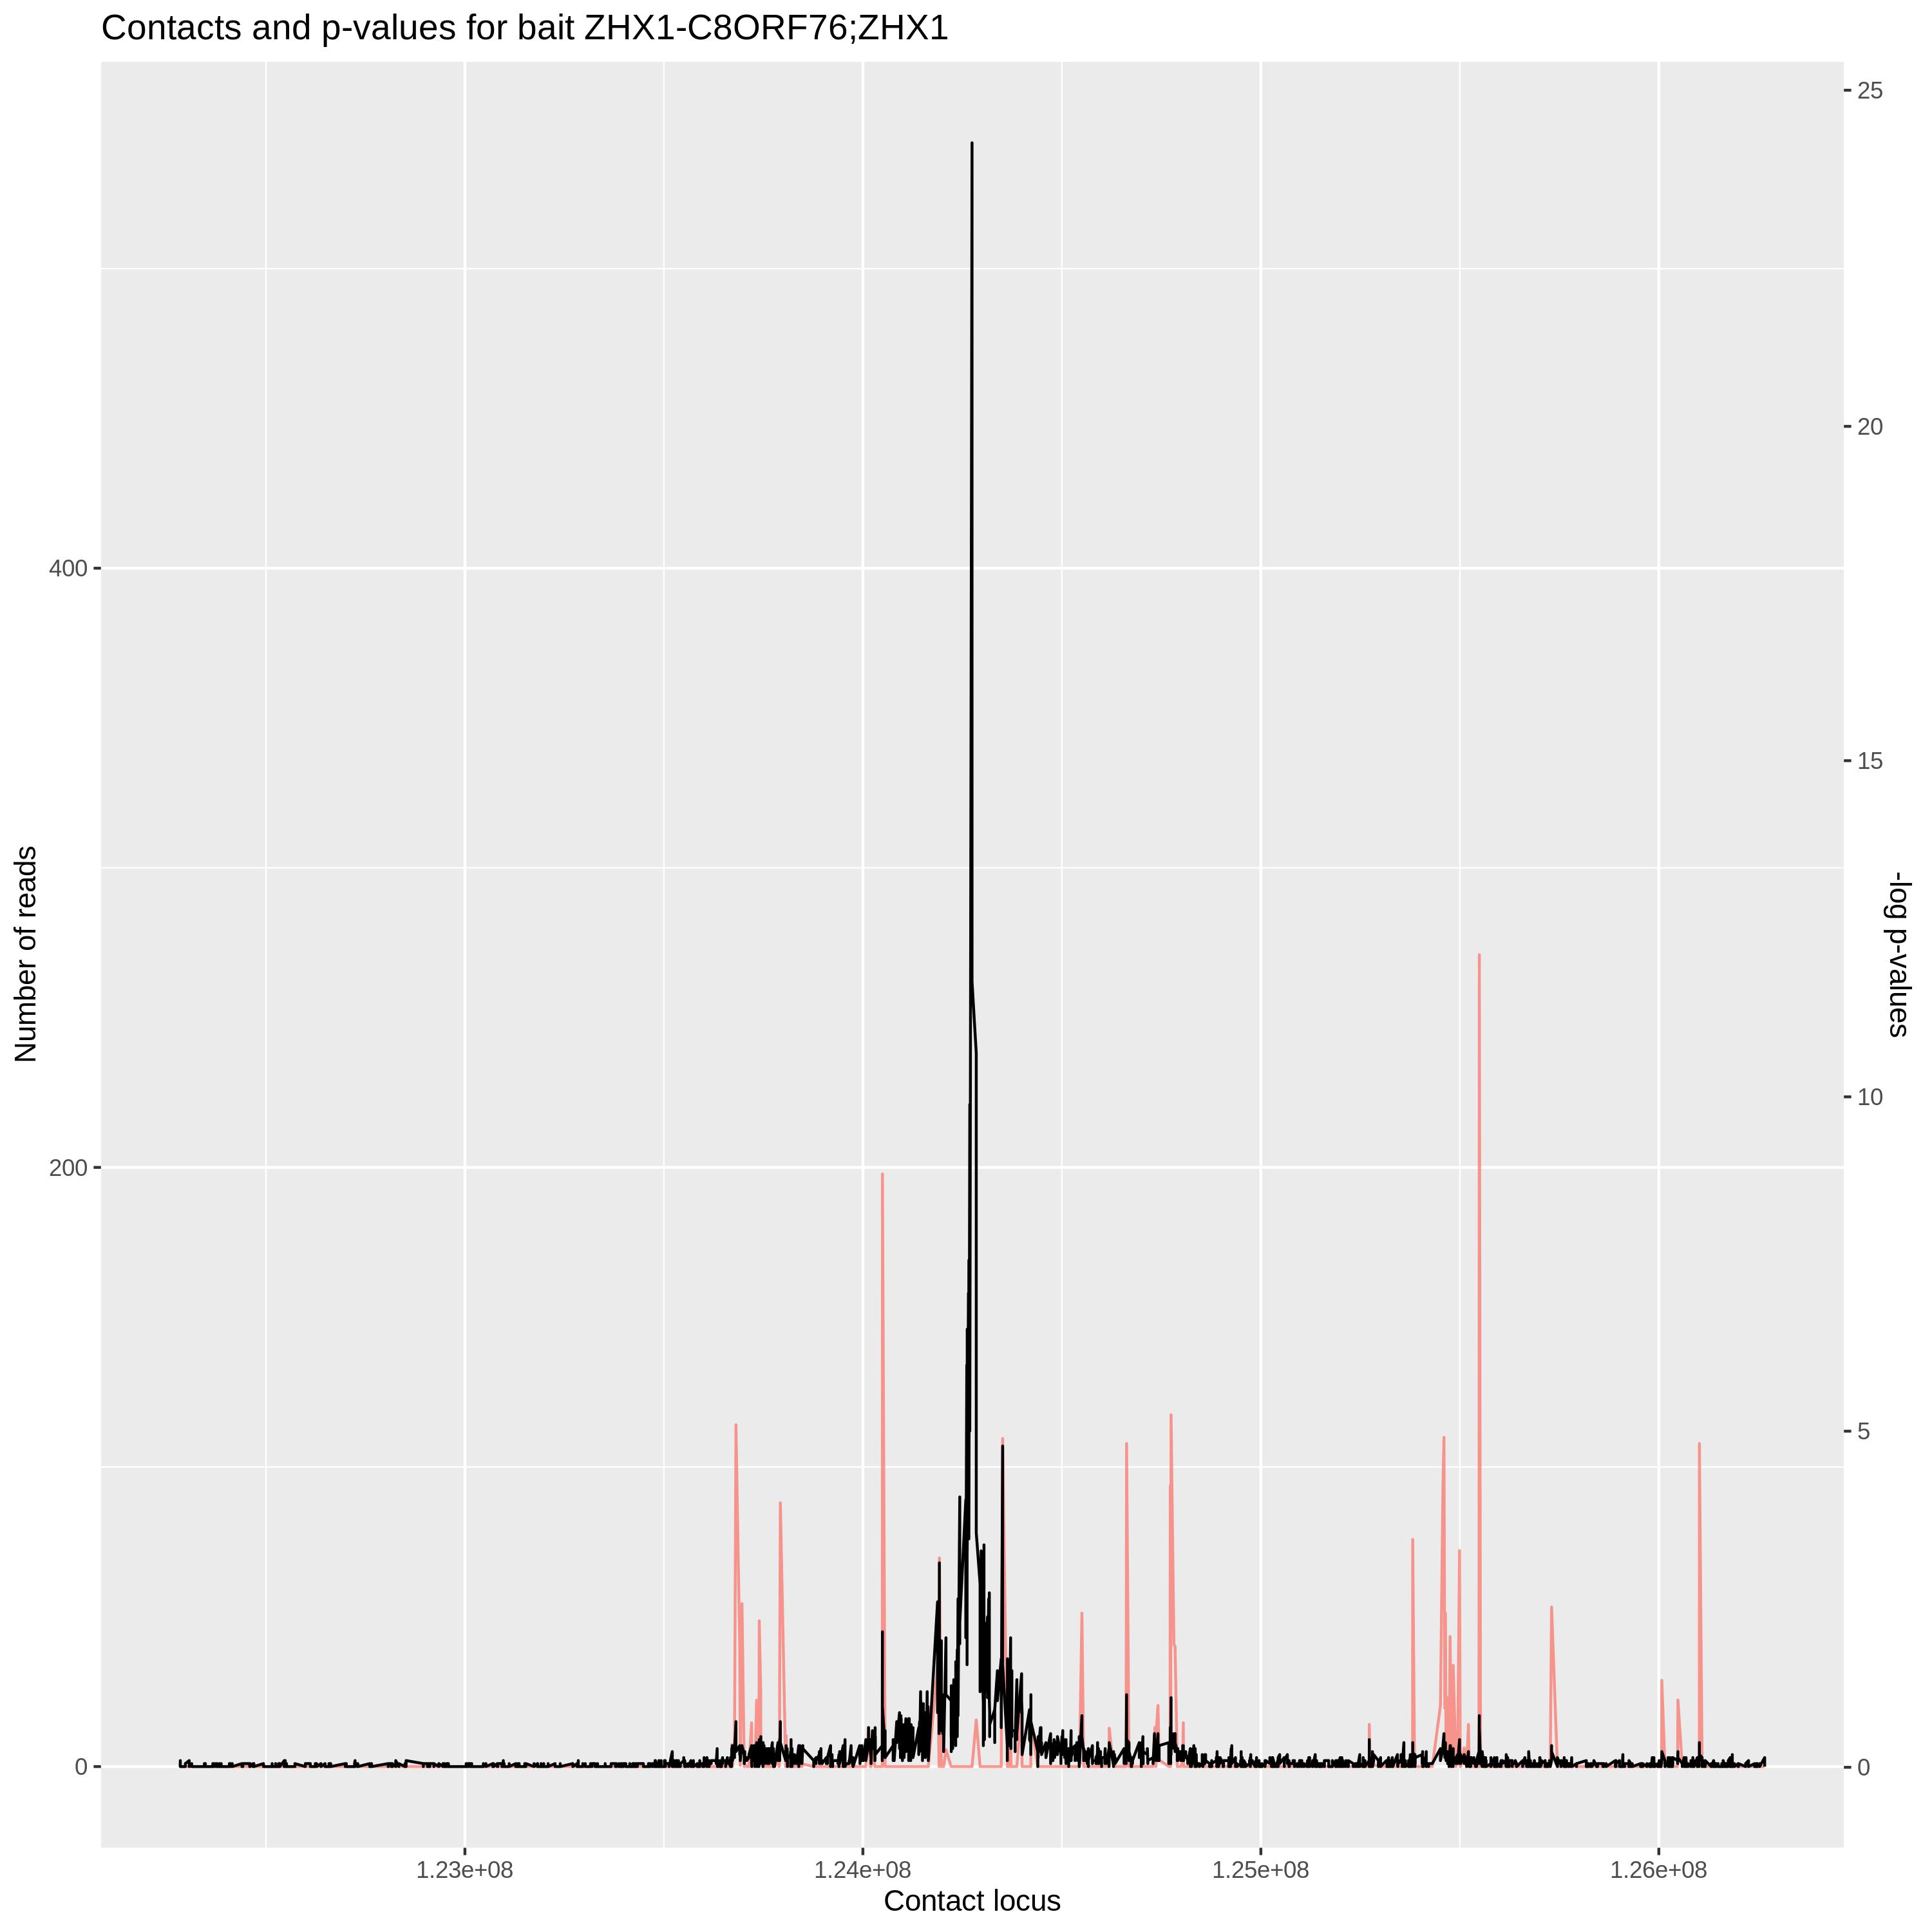 Contacts and p-values for bait ZHX1-C8ORF76;ZHX1
25
20
400
15
Number of reads
-log p-values
10
200
5
0
0
1.23e+08
1.24e+08
1.25e+08
1.26e+08
Contact locus